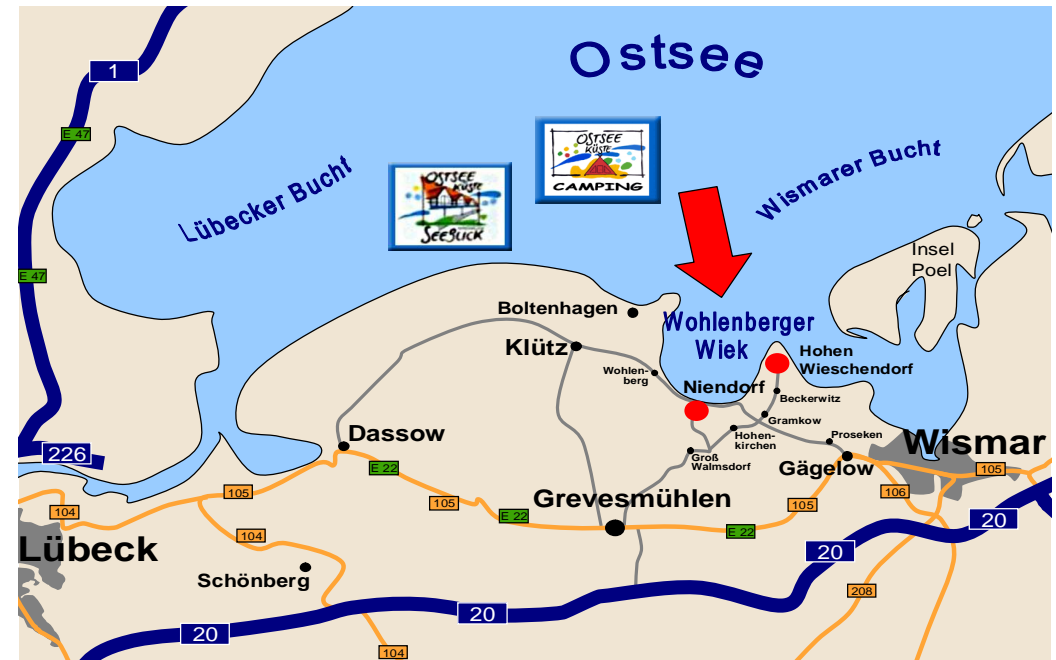 Ostsee
1
E 47
OSTSEE
KÜSTE
CAMPING
Lübecker Bucht
Wismarer Bucht
OSTSEE
KÜSTE
SEEBLICK
E 47
Insel
Poel
Boltenhagen
Wohlenberger
Wiek
Klütz
Hohen
Wieschendorf
Wohlen-
berg
Niendorf
Beckerwitz
Gramkow
Dassow
Hohen-
kirchen
Proseken
Wismar
226
Groß
Walmsdorf
Gägelow
E 22
105
105
106
105
105
Grevesmühlen
104
E 22
E 22
20
104
Lübeck
20
Schönberg
208
20
20
104